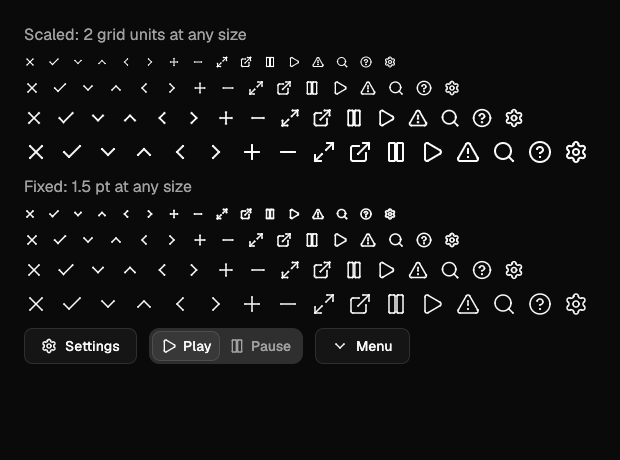 Scaled: 2 grid units at any size
Fixed: 1.5 pt at any size
Settings Play Pause Menu